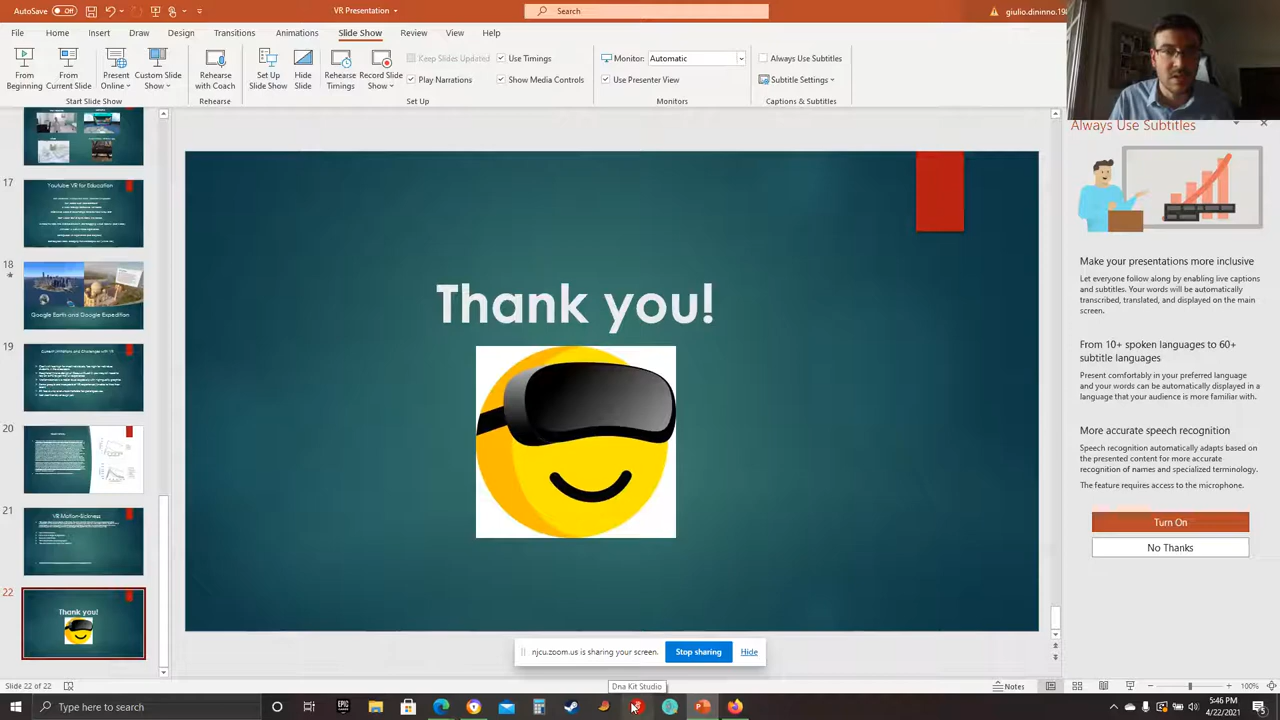 AutoSave Off
VR Presentation
Search
File Home Insert Draw Design Transitions Animations Slide Show Review View Help
From Beginning
From Current Slide
Present Online
Custom Slide Show
Start Slide Show
Rehearse with Coach
Rehearse
Set Up Slide Show
Hide Slide
Rehearse Timings
Record Slide Show
Keep Slides Updated
Play Narrations
Use Timings
Show Media Controls
Set Up
Monitor: Automatic
Use Presenter View
Monitors
Always Use Subtitles
Subtitle Settings
Captions & Subtitles
17
Youtube VR for Education
18
Google Earth and Google Expedition
19
20
21
VR Motion-Sickness
22
Thank you!
Thank you!
Always Use Subtitles
Make your presentations more inclusive
Let everyone follow along by enabling live captions
and subtitles. Your words will be automatically
transcribed, translated, and displayed on the main
screen.
From 10+ spoken languages to 60+
subtitle languages
Present comfortably in your preferred language
and your words can be automatically displayed in a
language that your audience is more familiar with.
More accurate speech recognition
Speech recognition automatically adapts based on
the presented content for more accurate
recognition of names and specialized terminology.
The feature requires access to the microphone.
Turn On
No Thanks
njcu.zoom.us is sharing your screen.
Stop sharing
Hide
Dna Kit Studio
Slide 22 of 22
Notes
100%
Type here to search
EPIC
5:46 PM
4/22/2021